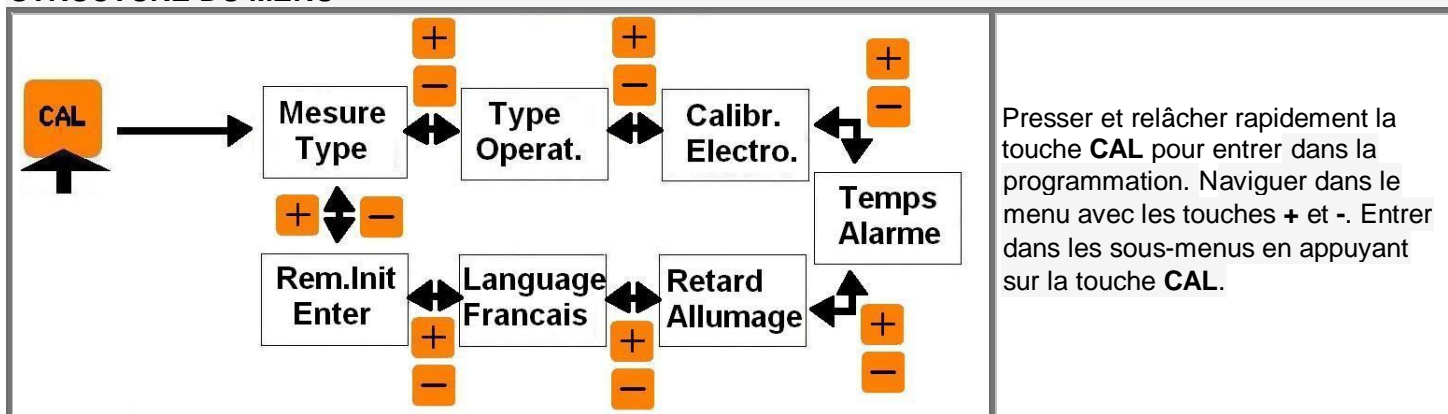 + + +
CAL
Mesure
Type
−
Type
Operat.
−
Calibr.
Electro.
−
Temps
Alarme
+ −
Rem.Init
Enter
Language
Francais
Retard
Allumage
+ + +
− − −
Presser et relâcher rapidement la
touche CAL pour entrer dans la
programmation. Naviguer dans le
menu avec les touches + et -. Entrer
dans les sous-menus en appuyant
sur la touche CAL.